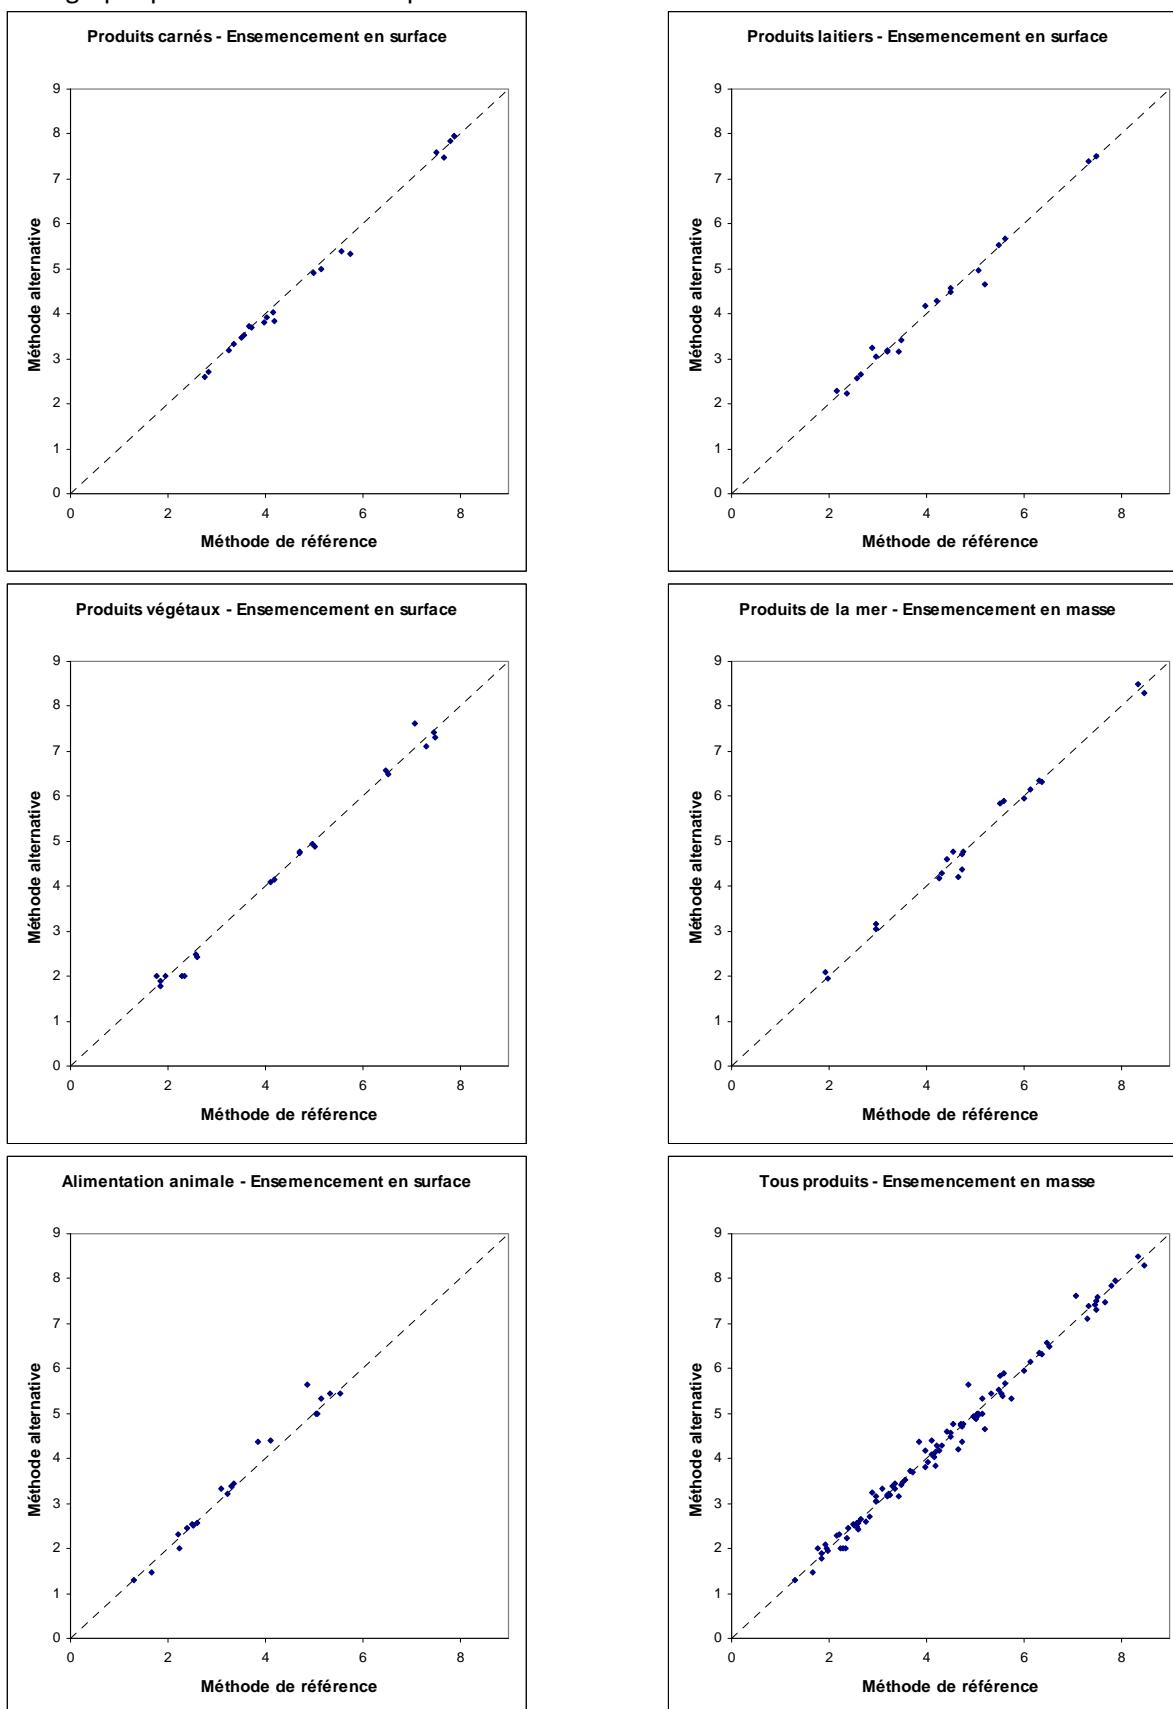 Produits carnés - Ensemencement en surface
9
8
7
6
5
4
3
2
1
0
0 2 4 6 8
Méthode alternative
Méthode de référence
Produits laitiers - Ensemencement en surface
9
8
7
6
5
4
3
2
1
0
0 2 4 6 8
Méthode alternative
Méthode de référence
Produits végétaux - Ensemencement en surface
9
8
7
6
5
4
3
2
1
0
0 2 4 6 8
Méthode alternative
Méthode de référence
Produits de la mer - Ensemencement en masse
9
8
7
6
5
4
3
2
1
0
0 2 4 6 8
Méthode alternative
Méthode de référence
Alimentation animale - Ensemencement en surface
9
8
7
6
5
4
3
2
1
0
0 2 4 6 8
Méthode alternative
Méthode de référence
Tous produits - Ensemencement en masse
9
8
7
6
5
4
3
2
1
0
0 2 4 6 8
Méthode alternative
Méthode de référence